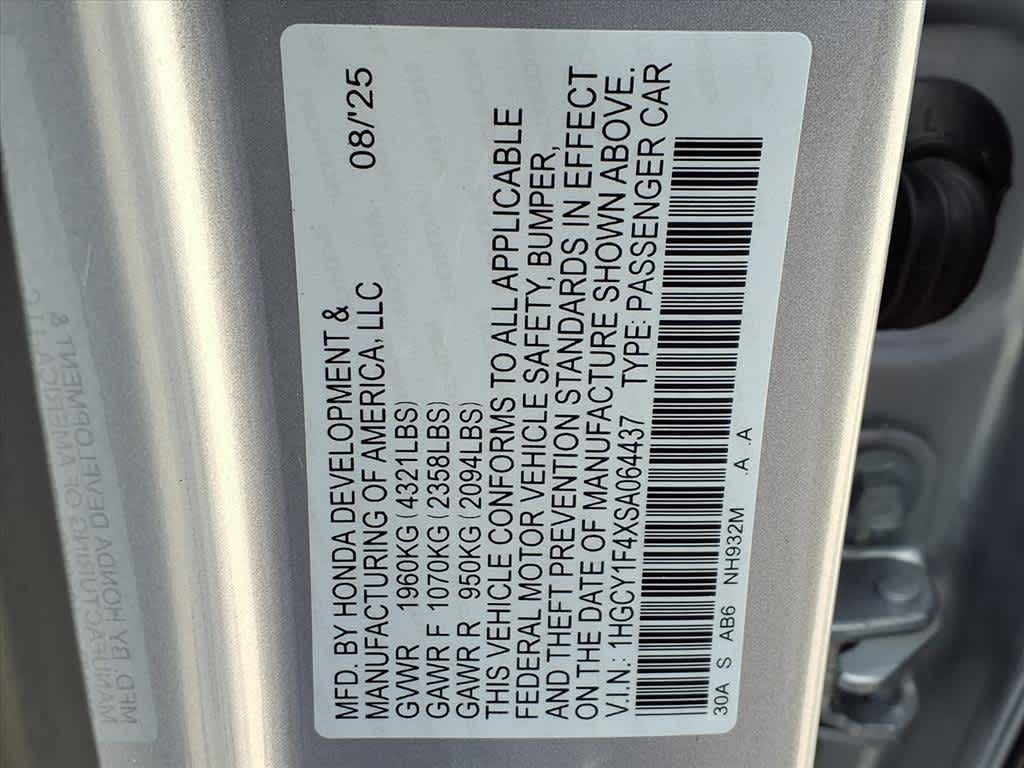 MFD. BY HONDA DEVELOPMENT &
MANUFACTURING OF AMERICA, LLC 08/'25
GVWR 1960KG (4321LBS)
GAWR F 1070KG (2358LBS)
GAWR R 950KG (2094LBS)
THIS VEHICLE CONFORMS TO ALL APPLICABLE
FEDERAL MOTOR VEHICLE SAFETY, BUMPER,
AND THEFT PREVENTION STANDARDS IN EFFECT
ON THE DATE OF MANUFACTURE SHOWN ABOVE.
V.I.N.: 1HGCY1F4XSA064437 TYPE: PASSENGER CAR
30A S AB6 NH932M .A .A